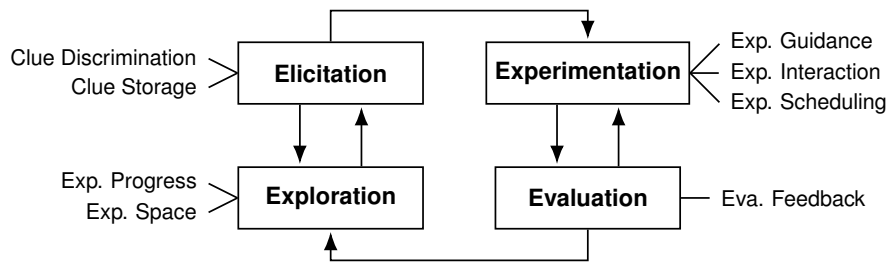 Clue Discrimination
Clue Storage
Elicitation
Experimentation
Exp. Guidance
Exp. Interaction
Exp. Scheduling
Exp. Progress
Exp. Space
Exploration
Evaluation
Eva. Feedback